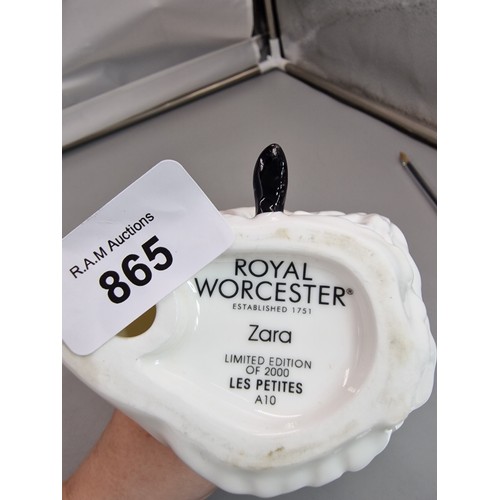 R.A.M Auctions
865
ROYAL
WORCESTER®
ESTABLISHED 1751
Zara
LIMITED EDITION
OF 2000
LES PETITES
A10